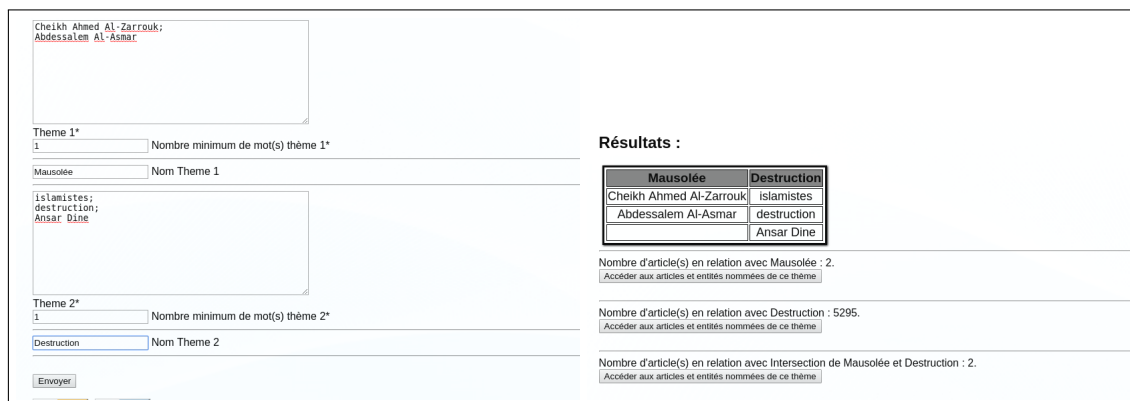 Cheikh Ahmed Al-Zarrouk;
Abdessalem Al-Asmar
Theme 1*
1 Nombre minimum de mot(s) thème 1*
Mausolée Nom Theme 1
islamistes;
destruction;
Ansar Dine
Theme 2*
1 Nombre minimum de mot(s) thème 2*
Destruction Nom Theme 2
Envoyer
Résultats :
Mausolée Destruction
Cheikh Ahmed Al-Zarrouk islamistes
Abdessalem Al-Asmar destruction
Ansar Dine
Nombre d'article(s) en relation avec Mausolée : 2.
Accéder aux articles et entités nommées de ce thème
Nombre d'article(s) en relation avec Destruction : 5295.
Accéder aux articles et entités nommées de ce thème
Nombre d'article(s) en relation avec Intersection de Mausolée et Destruction : 2.
Accéder aux articles et entités nommées de ce thème